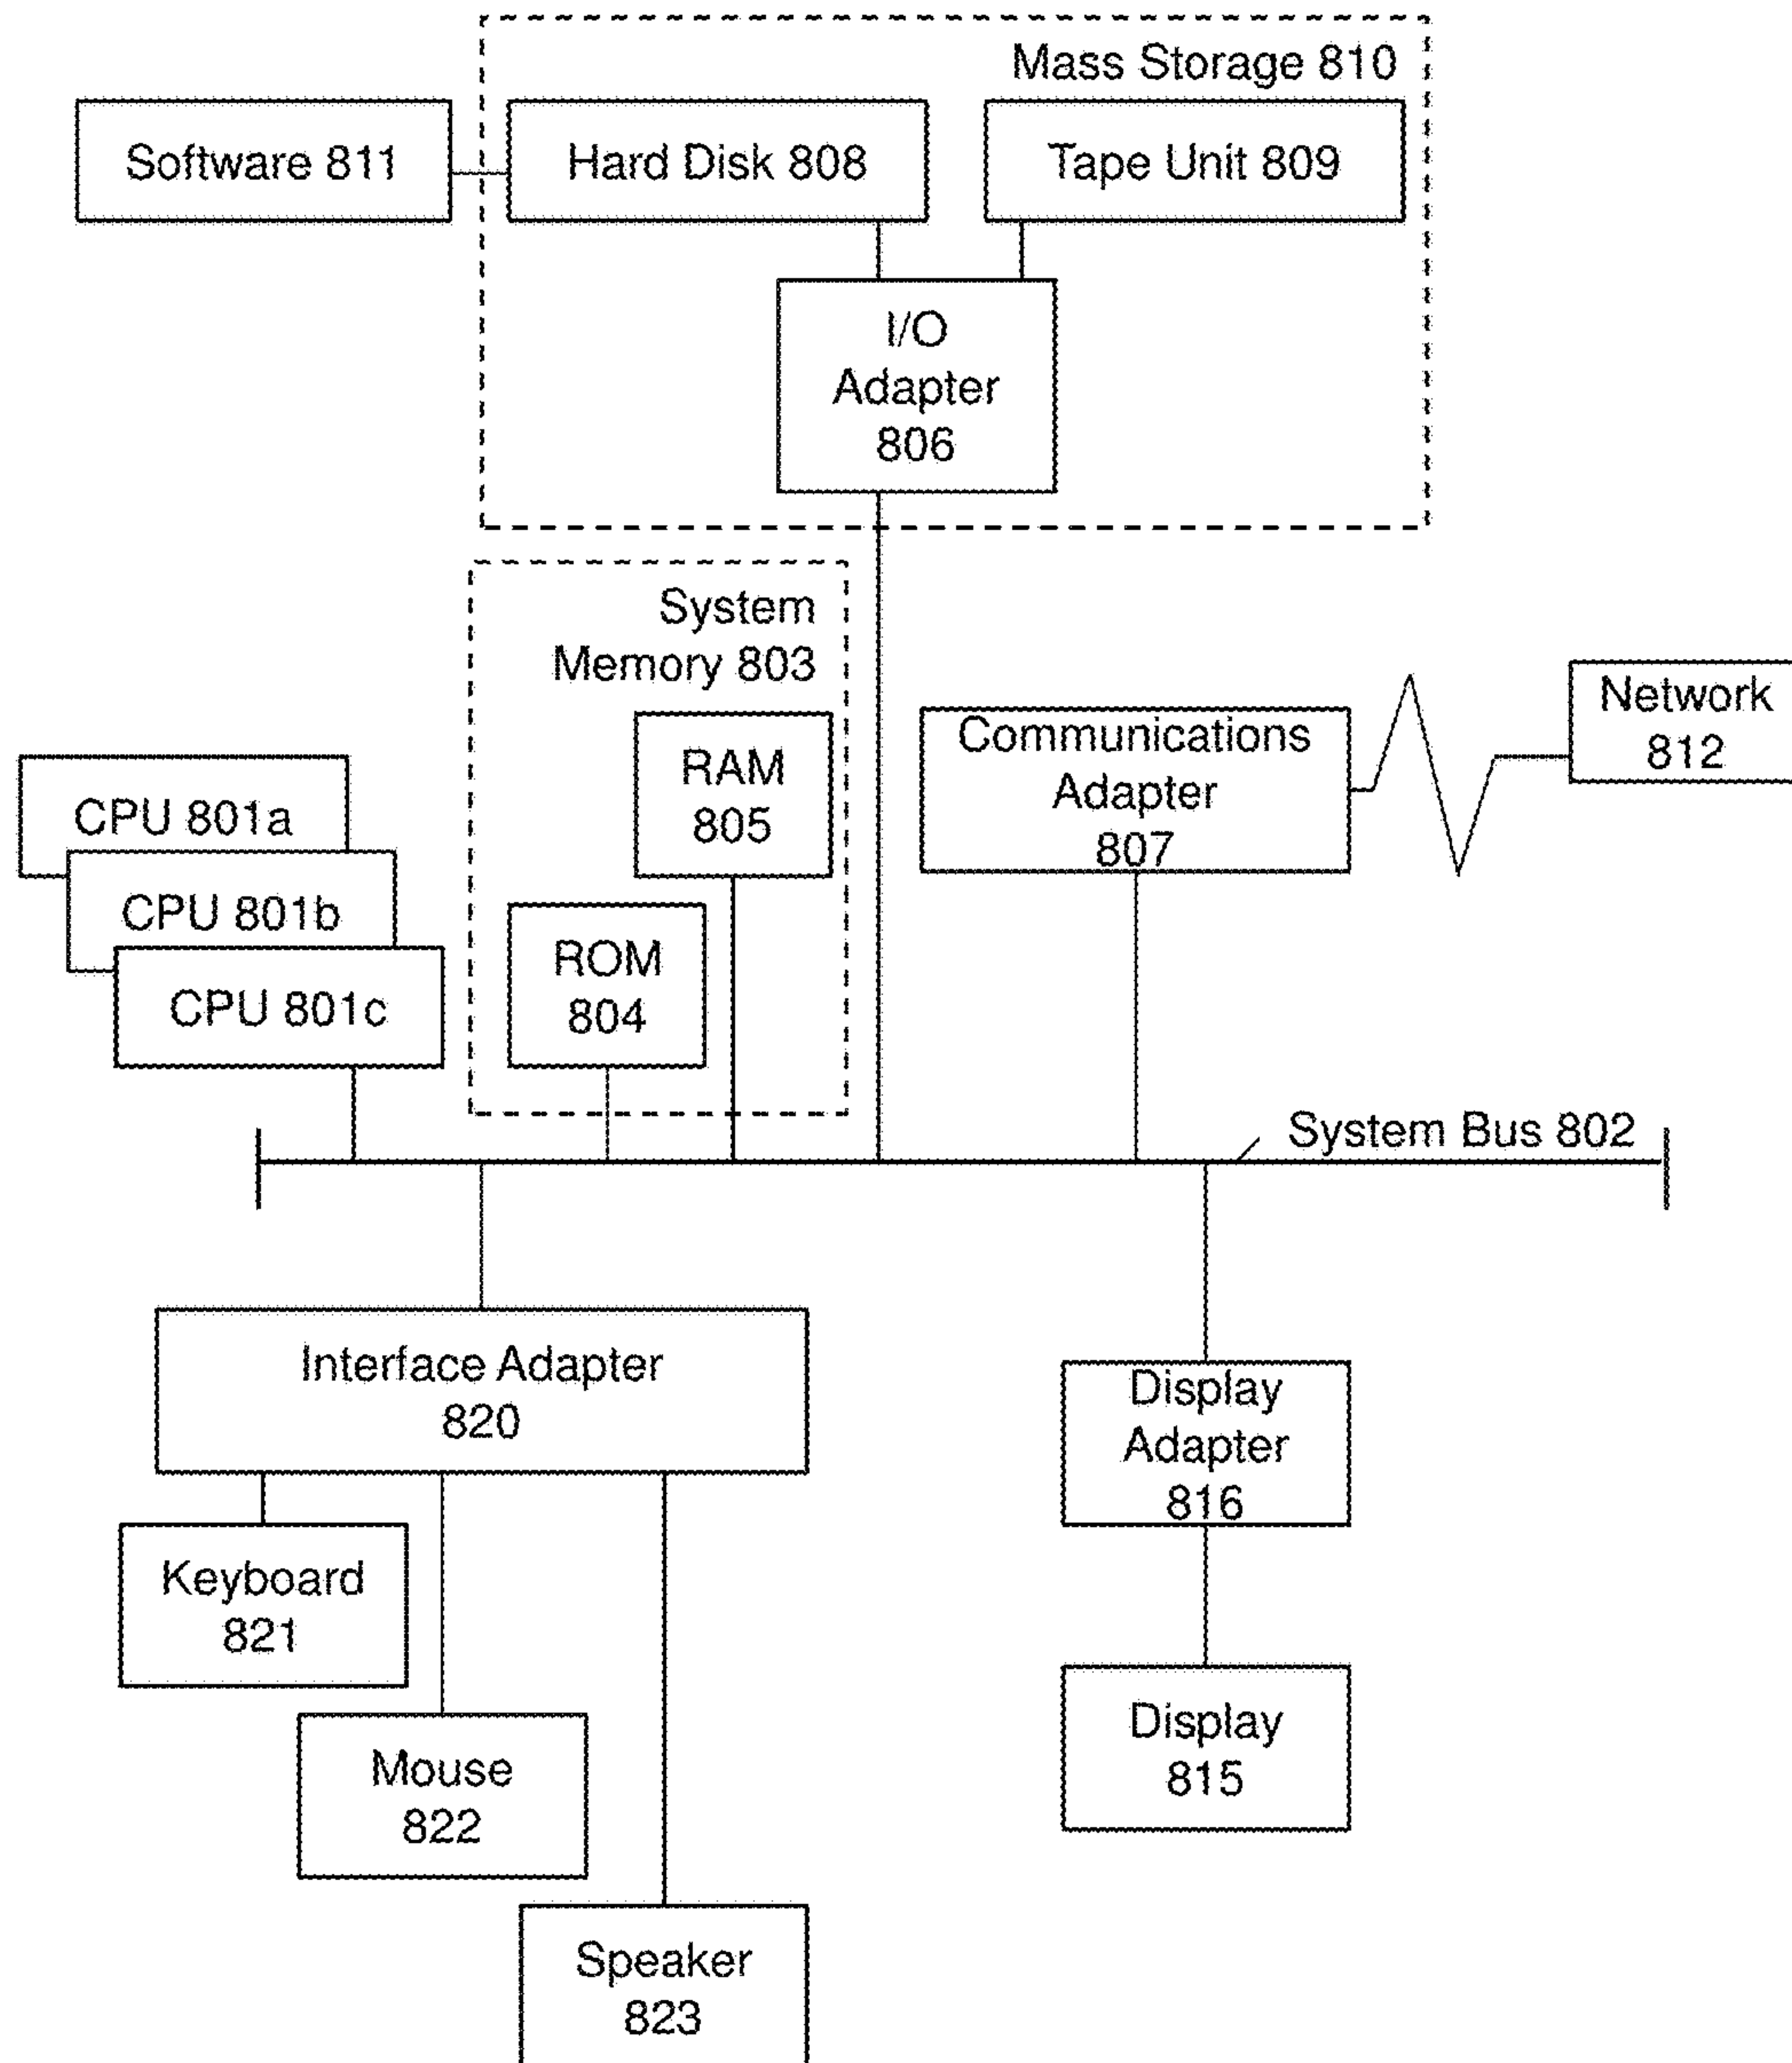 Mass Storage 810
Software 811
Hard Disk 808
Tape Unit 809
I/O
Adapter
806
System
Memory 803
RAM
805
ROM
804
Communications
Adapter
807
Network
812
CPU 801a
CPU 801b
CPU 801c
System Bus 802
Interface Adapter
820
Display
Adapter
816
Keyboard
821
Mouse
822
Display
815
Speaker
823